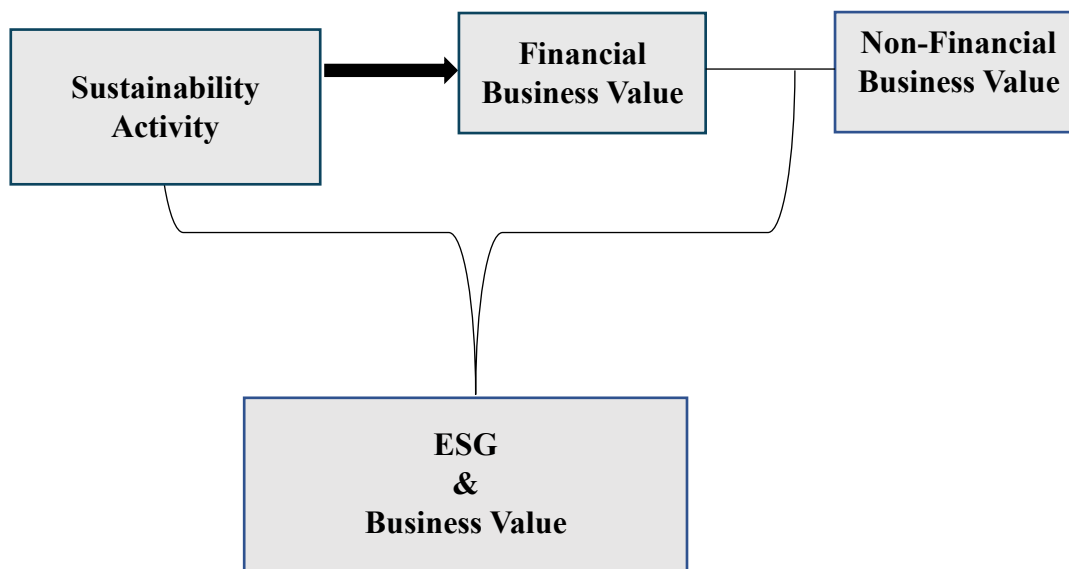 Sustainability
Activity
Financial
Business Value
Non-Financial
Business Value
ESG
&
Business Value